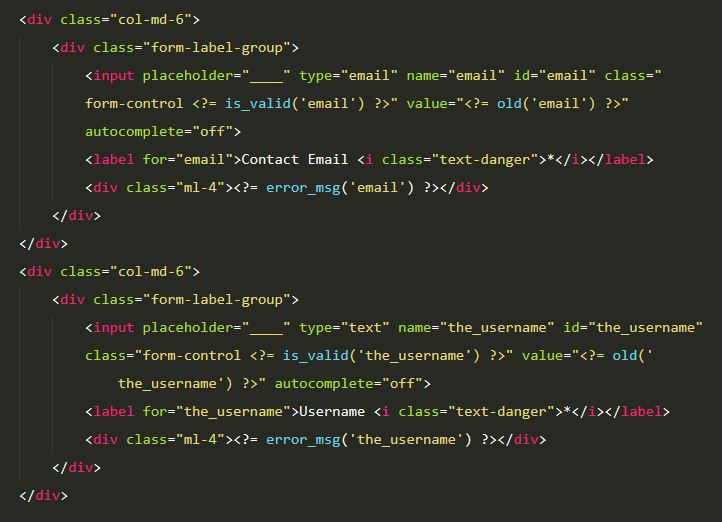 <div class="col-md-6">
<div class="form-label-group">
<input placeholder="____" type="email" name="email" id="email" class="
form-control <?= is_valid('email') ?>" value="<?= old('email') ?>"
autocomplete="off">
<label for="email">Contact Email <i class="text-danger">*</i></label>
<div class="ml-4"><?= error_msg('email') ?></div>
</div>
</div>
<div class="col-md-6">
<div class="form-label-group">
<input placeholder="____" type="text" name="the_username" id="the_username"
class="form-control <?= is_valid('the_username') ?>" value="<?= old('
the_username') ?>" autocomplete="off">
<label for="the_username">Username <i class="text-danger">*</i></label>
<div class="ml-4"><?= error_msg('the_username') ?></div>
</div>
</div>